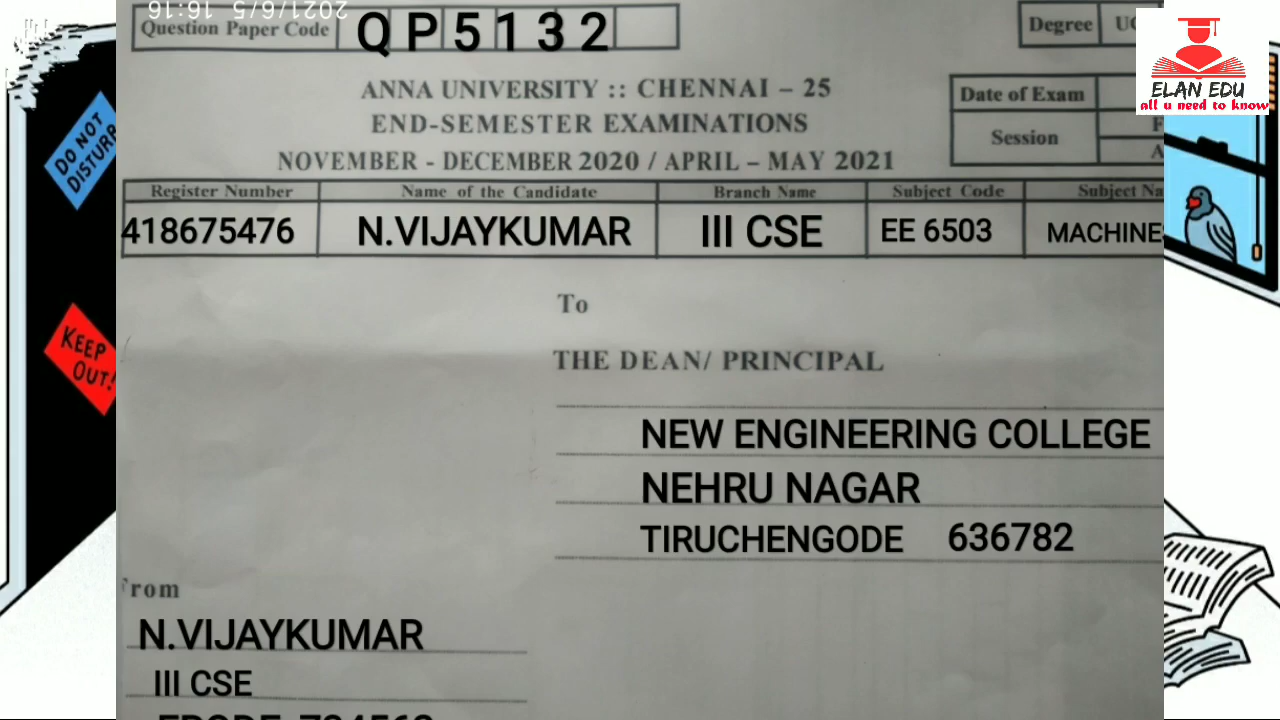 5/6/2021 16:16
Question Paper Code QP5132
Degree
ELAN EDU
all u need to know
ANNA UNIVERSITY :: CHENNAI – 25
END-SEMESTER EXAMINATIONS
NOVEMBER - DECEMBER 2020 / APRIL – MAY 2021
Date of Exam
Session
Register Number Name of the Candidate Branch Name Subject Code Subject
418675476 N.VIJAYKUMAR III CSE EE 6503 MACHINE
DO NOT
DISTURB
KEEP
OUT!
To
THE DEAN/ PRINCIPAL
NEW ENGINEERING COLLEGE
NEHRU NAGAR
TIRUCHENGODE 636782
From
N.VIJAYKUMAR
III CSE